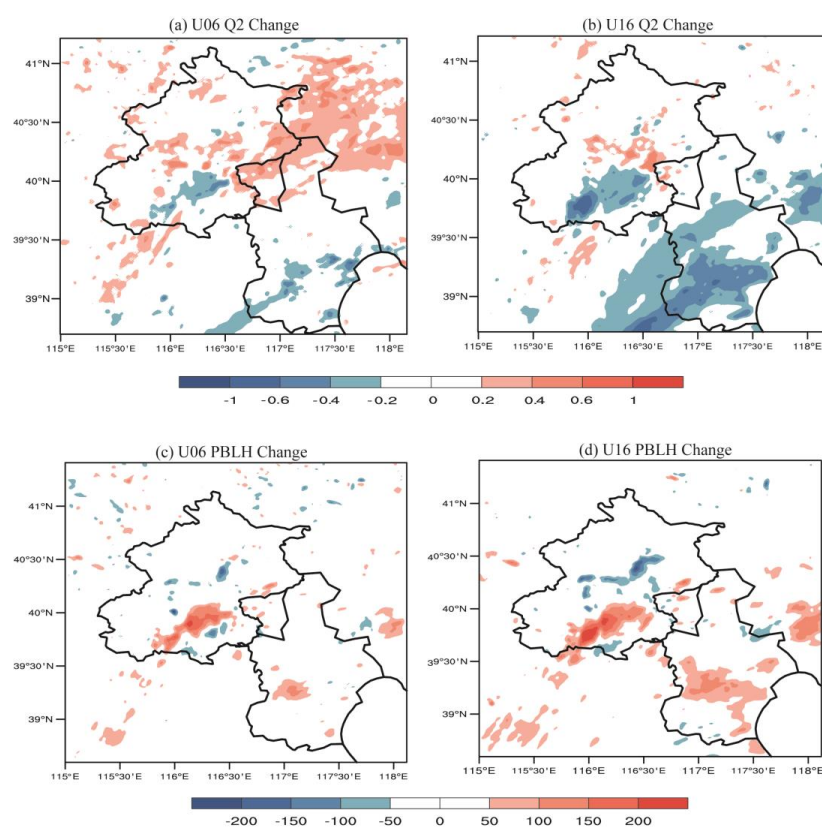 (a) U06 Q2 Change
(b) U16 Q2 Change
41°N
40°30'N
40°N
39°30'N
39°N
115°E
115°30'E
116°E
116°30'E
117°E
117°30'E
118°E
41°N
40°30'N
40°N
39°30'N
39°N
115°E
115°30'E
116°E
116°30'E
117°E
117°30'E
118°E
-1 -0.6 -0.4 -0.2 0 0.2 0.4 0.6 1
(c) U06 PBLH Change
(d) U16 PBLH Change
41°N
40°30'N
40°N
39°30'N
39°N
115°E
115°30'E
116°E
116°30'E
117°E
117°30'E
118°E
41°N
40°30'N
40°N
39°30'N
39°N
115°E
115°30'E
116°E
116°30'E
117°E
117°30'E
118°E
-200 -150 -100 -50 0 50 100 150 200